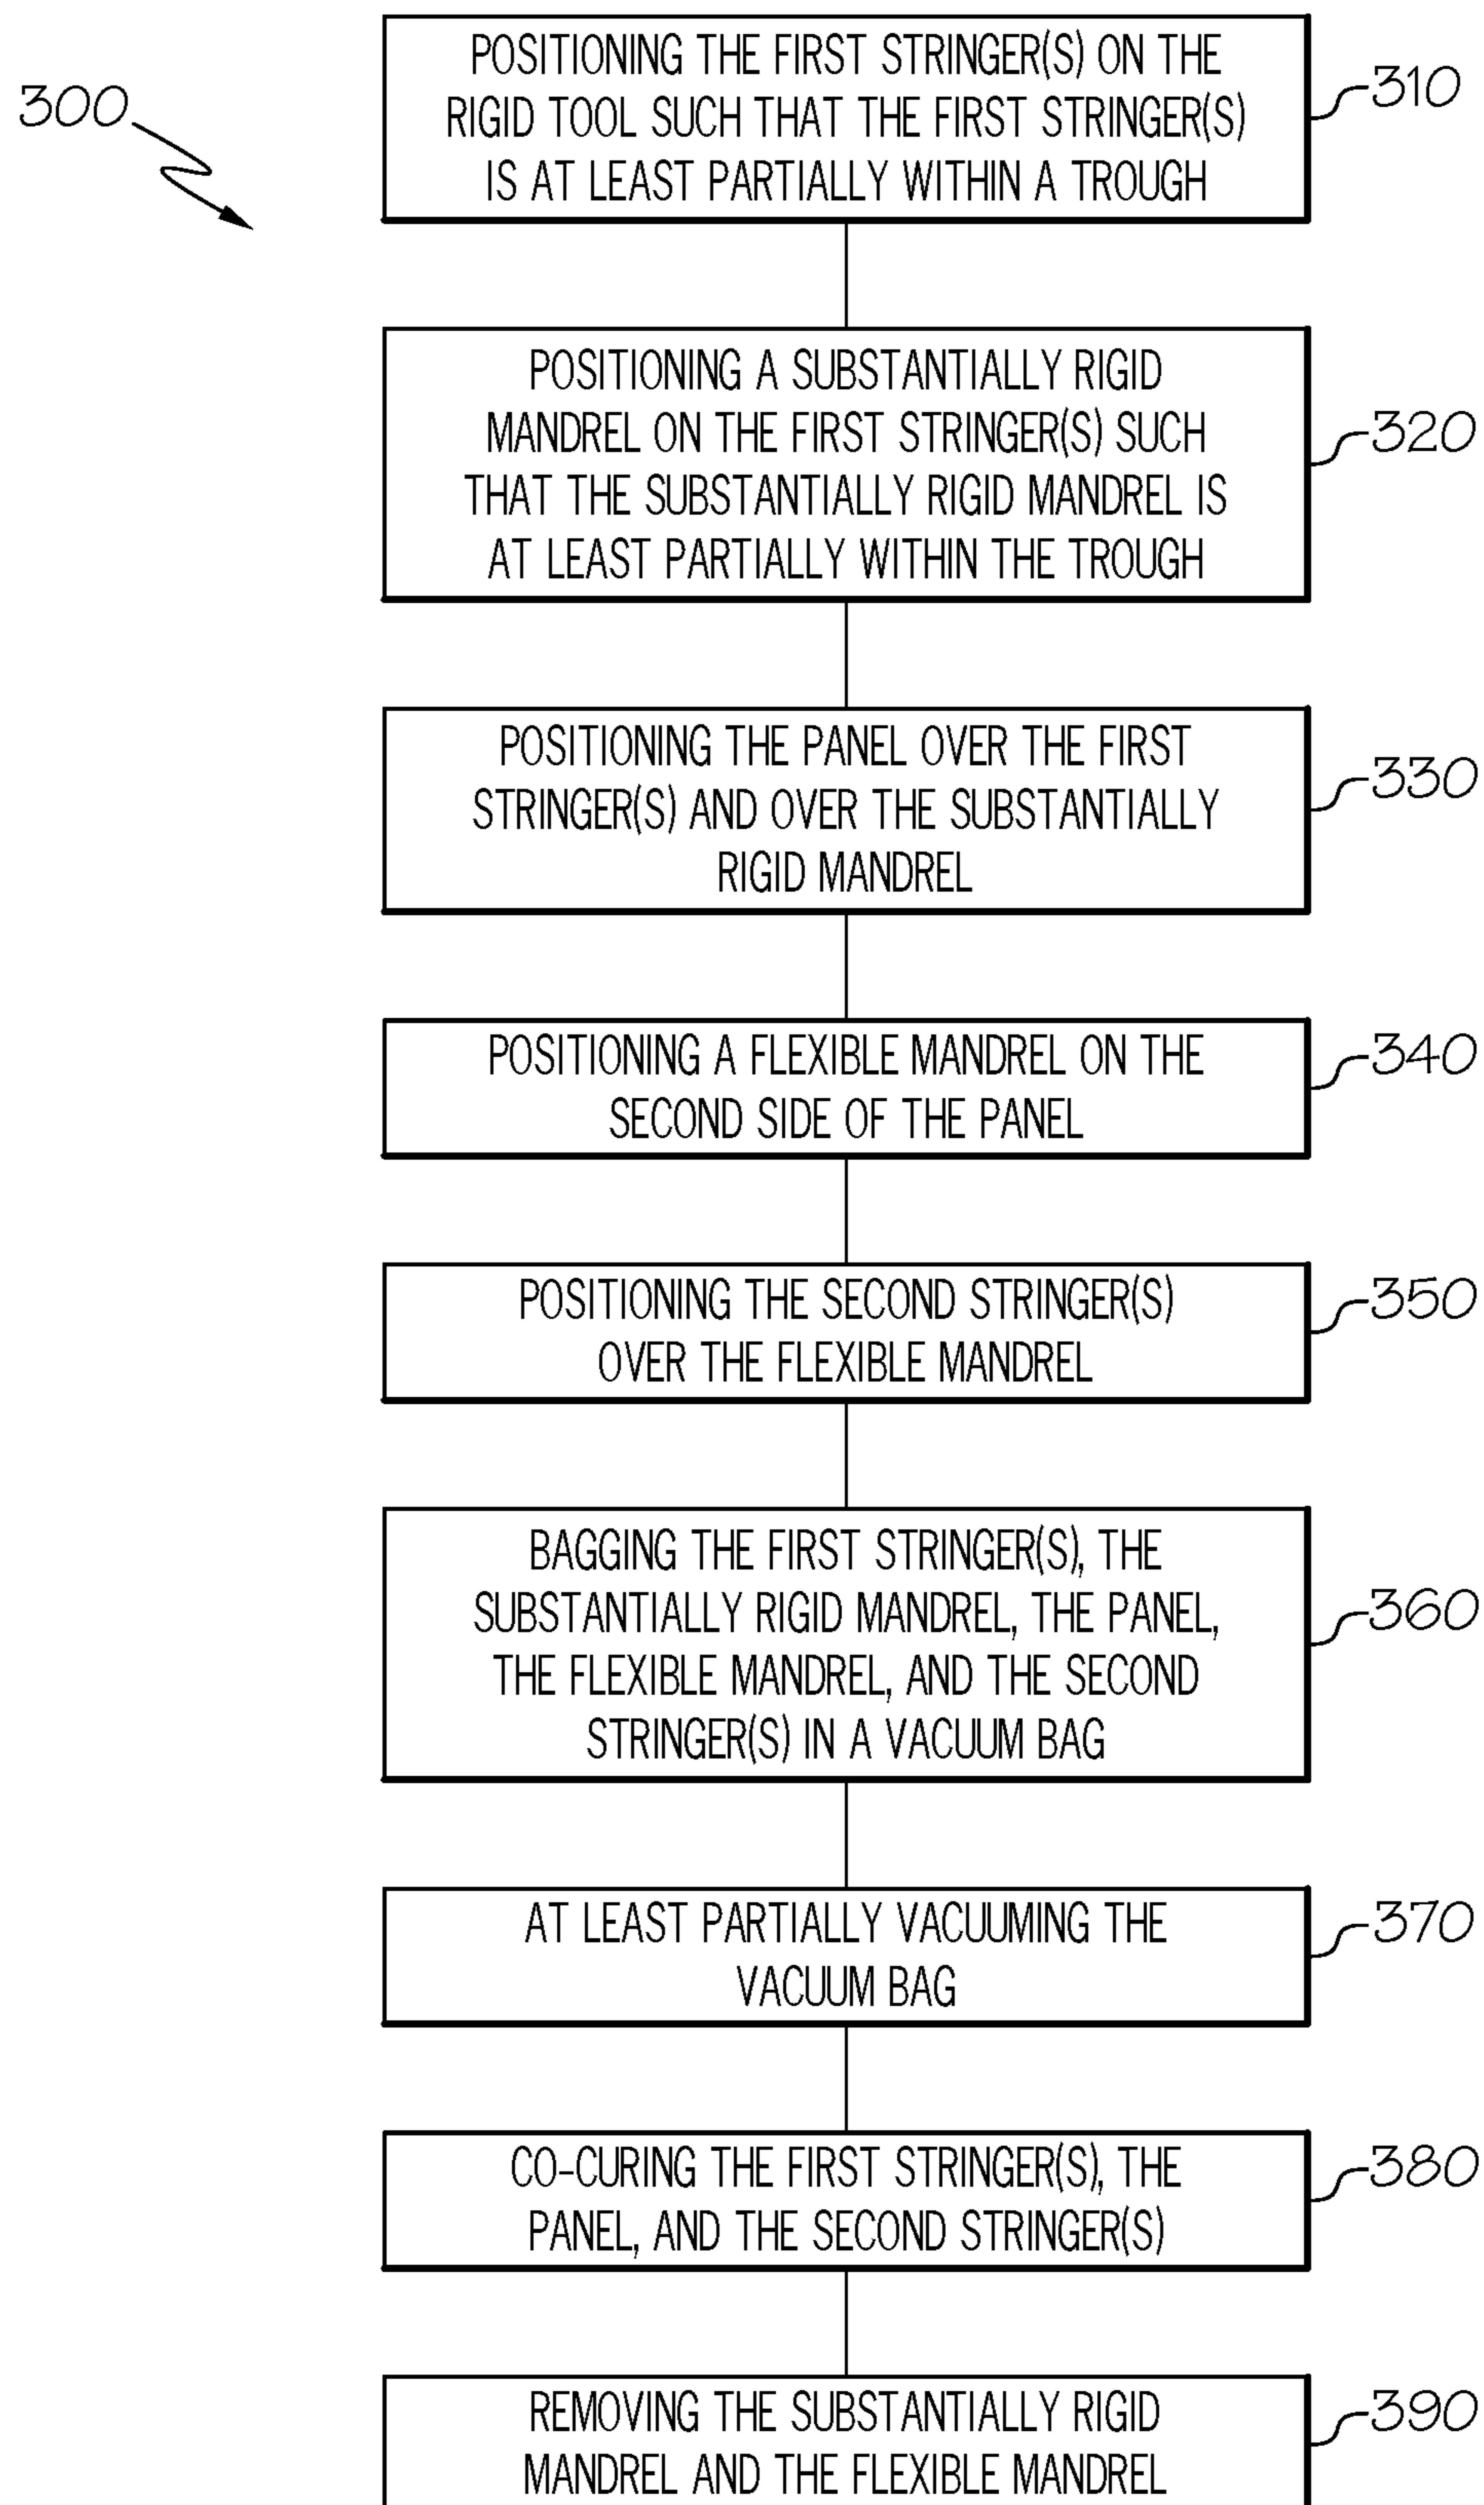 300
POSITIONING THE FIRST STRINGER(S) ON THE
RIGID TOOL SUCH THAT THE FIRST STRINGER(S)
IS AT LEAST PARTIALLY WITHIN A TROUGH
310
POSITIONING A SUBSTANTIALLY RIGID
MANDREL ON THE FIRST STRINGER(S) SUCH
THAT THE SUBSTANTIALLY RIGID MANDREL IS
AT LEAST PARTIALLY WITHIN THE TROUGH
320
POSITIONING THE PANEL OVER THE FIRST
STRINGER(S) AND OVER THE SUBSTANTIALLY
RIGID MANDREL
330
POSITIONING A FLEXIBLE MANDREL ON THE
SECOND SIDE OF THE PANEL
340
POSITIONING THE SECOND STRINGER(S)
OVER THE FLEXIBLE MANDREL
350
BAGGING THE FIRST STRINGER(S), THE
SUBSTANTIALLY RIGID MANDREL, THE PANEL,
THE FLEXIBLE MANDREL, AND THE SECOND
STRINGER(S) IN A VACUUM BAG
360
AT LEAST PARTIALLY VACUUMING THE
VACUUM BAG
370
CO-CURING THE FIRST STRINGER(S), THE
PANEL, AND THE SECOND STRINGER(S)
380
REMOVING THE SUBSTANTIALLY RIGID
MANDREL AND THE FLEXIBLE MANDREL
390